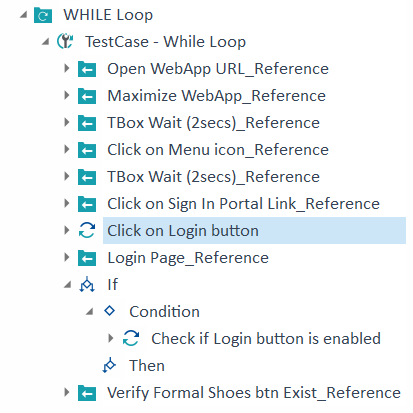 WHILE Loop
TestCase - While Loop
Open WebApp URL_Reference
Maximize WebApp_Reference
TBox Wait (2secs)_Reference
Click on Menu icon_Reference
TBox Wait (2secs)_Reference
Click on Sign In Portal Link_Reference
Click on Login button
Login Page_Reference
If
Condition
Check if Login button is enabled
Then
Verify Formal Shoes btn Exist_Reference